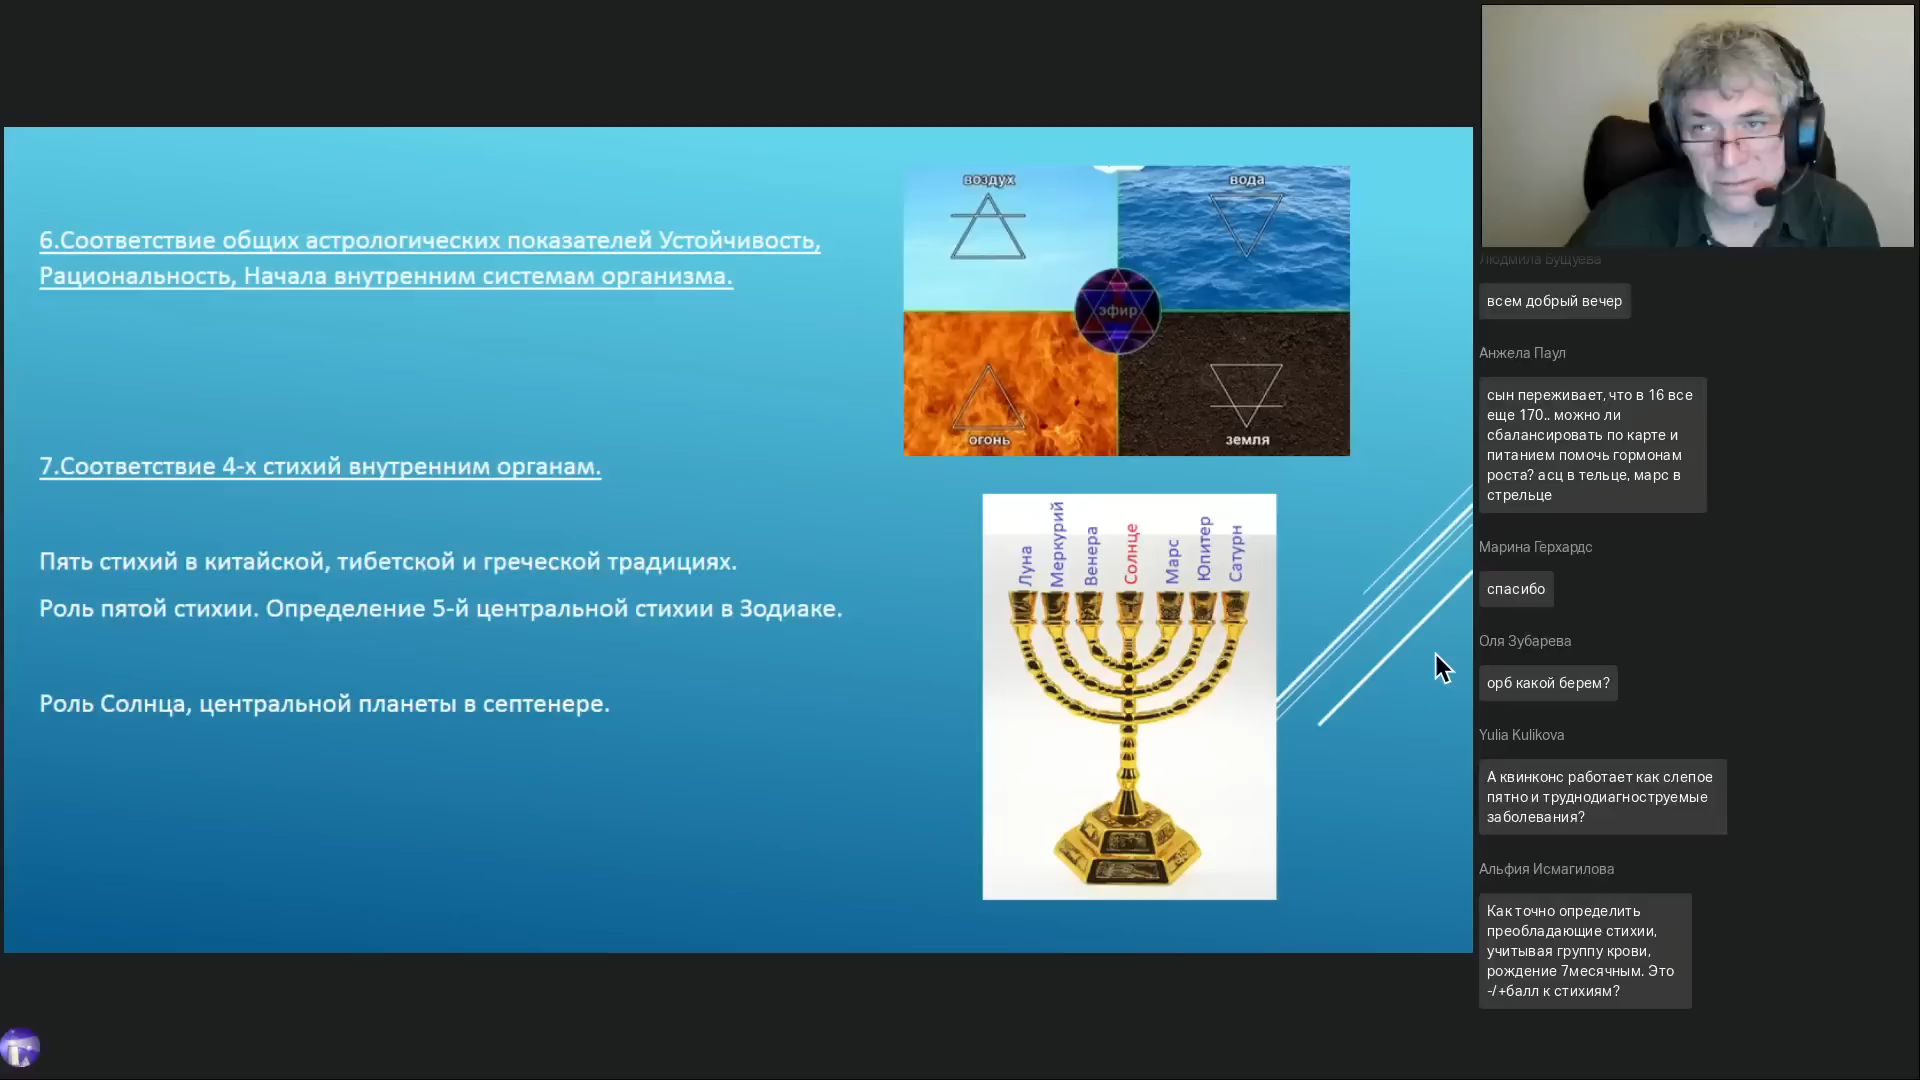 6.Соответствие общих астрологических показателей Устойчивость,
Рациональность, Начала внутренним системам организма.
7.Соответствие 4-х стихий внутренним органам.
Пять стихий в китайской, тибетской и греческой традициях.
Роль пятой стихии. Определение 5-й центральной стихии в Зодиаке.
Роль Солнца, центральной планеты в септенере.
воздух
вода
эфир
огонь
земля
Луна
Меркурий
Венера
Солнце
Марс
Юпитер
Сатурн
Людмила Бущуева
всем добрый вечер
Анжела Паул
сын переживает, что в 16 все
еще 170.. можно ли
сбалансировать по карте и
питанием помочь гормонам
роста? асц в тельце, марс в
стрельце
Марина Герхардс
спасибо
Оля Зубарева
орб какой берем?
Yulia Kulikova
А квинконс работает как слепое
пятно и труднодиагностируемые
заболевания?
Альфия Исмагилова
Как точно определить
преобладающие стихии,
учитывая группу крови,
рождение 7месячным. Это
-/+балл к стихиям?